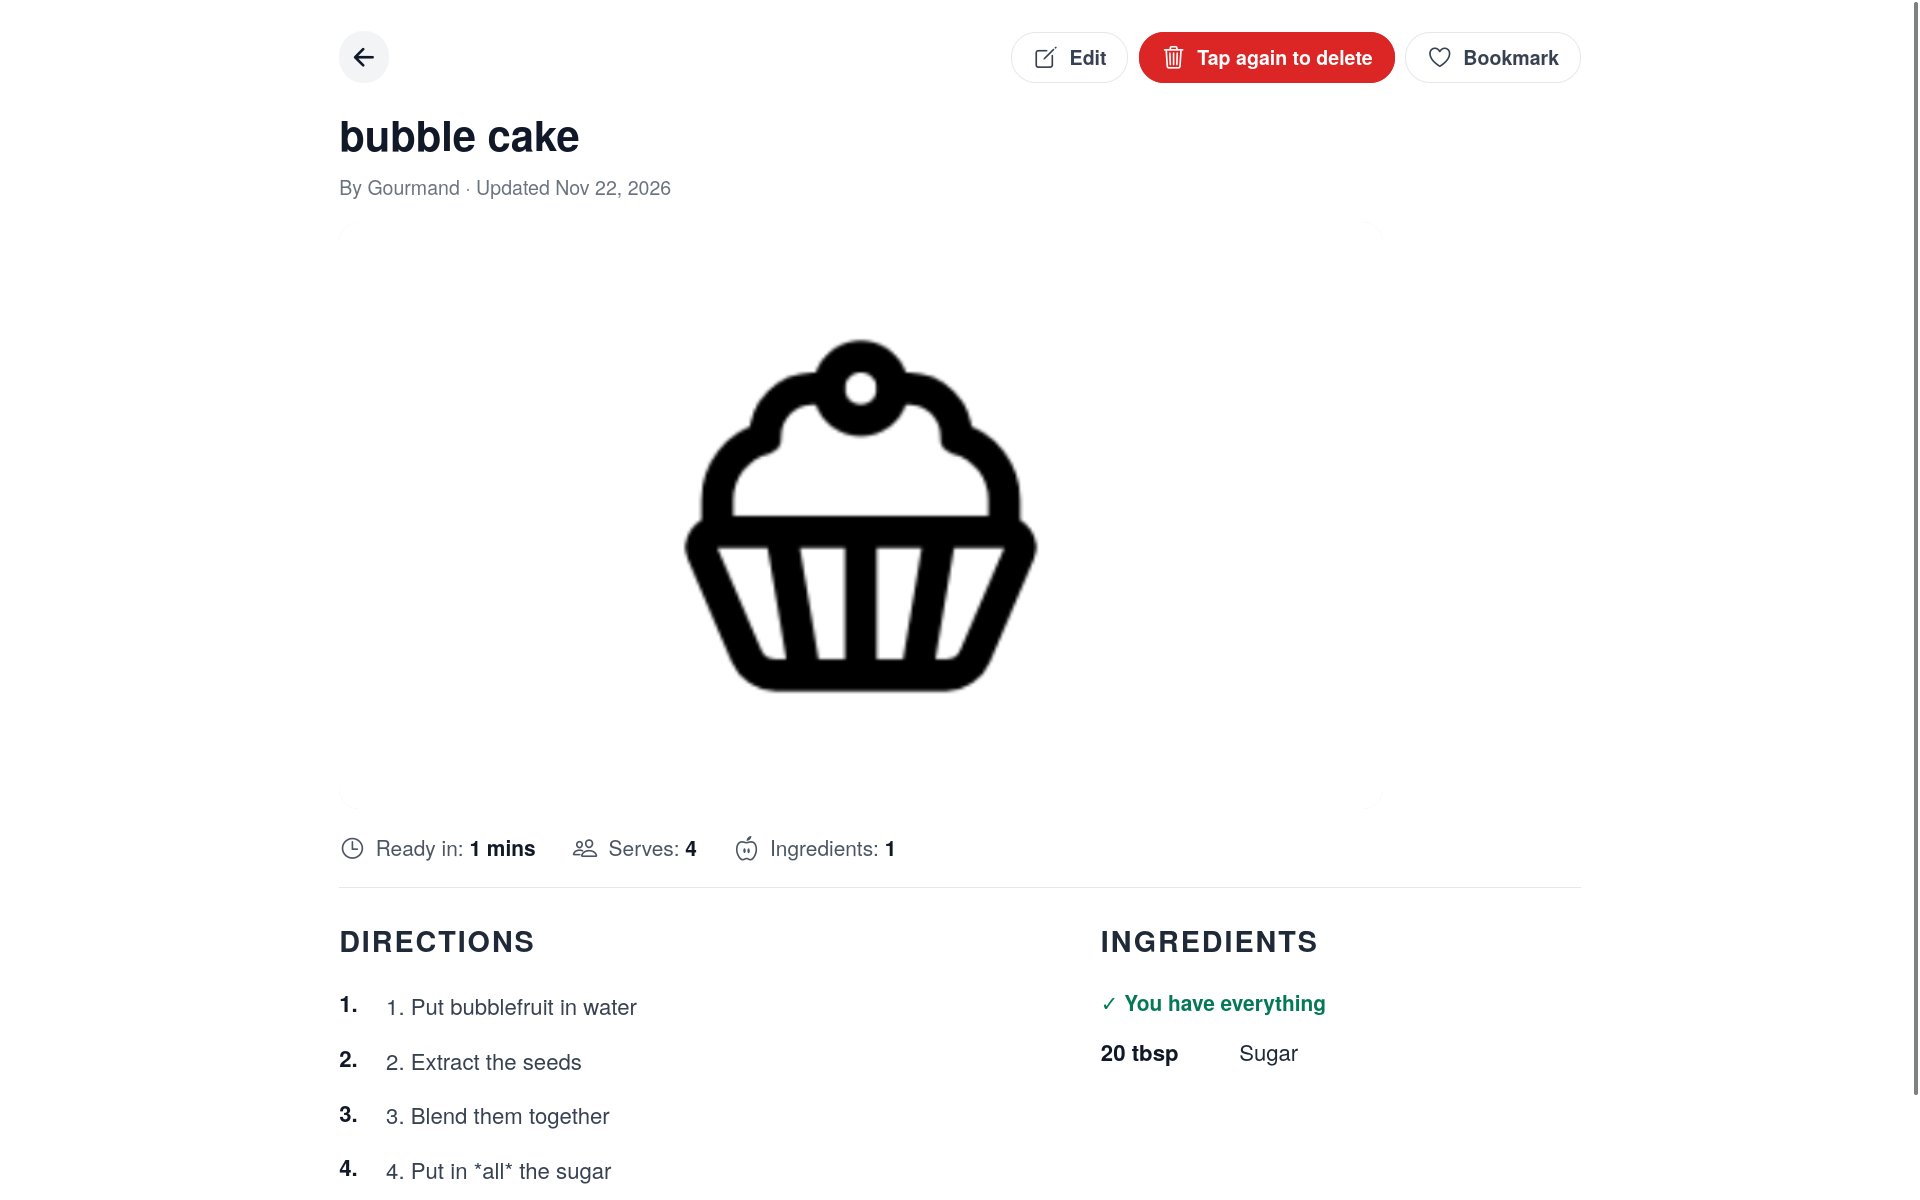 Edit
Tap again to delete
Bookmark
bubble cake
By Gourmand · Updated Nov 22, 2026
Ready in: 1 mins
Serves: 4
Ingredients: 1
DIRECTIONS
1. 1. Put bubblefruit in water
2. 2. Extract the seeds
3. 3. Blend them together
4. 4. Put in *all* the sugar
INGREDIENTS
✓ You have everything
20 tbsp Sugar